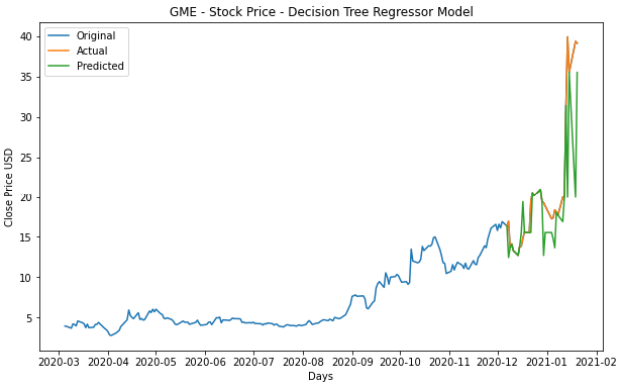 GME - Stock Price - Decision Tree Regressor Model
Original
Actual
Predicted
Close Price USD
40
35
30
25
20
15
10
5
2020-03 2020-04 2020-05 2020-06 2020-07 2020-08 2020-09 2020-10 2020-11 2020-12 2021-01 2021-02
Days